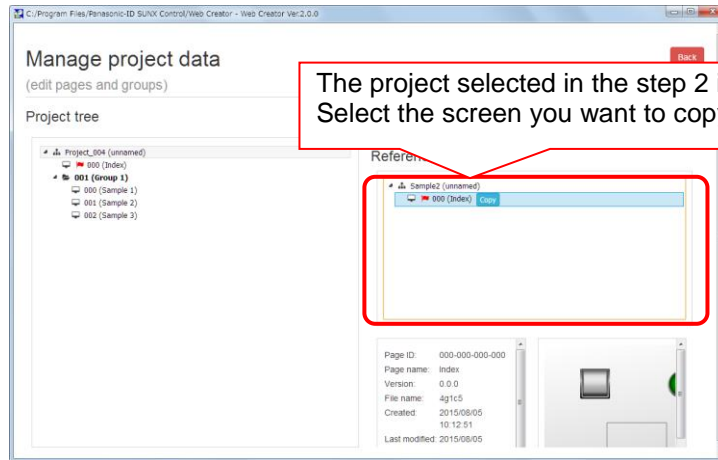 C:/Program Files/Panasonic-ID SUNX Control/Web Creator - Web Creator Ver.2.0.0
Manage project data
Back
(edit pages and groups)
The project selected in the step 2
Select the screen you want to
Project tree
Project_004 (unnamed)
000 (Index)
001 (Group 1)
000 (Sample 1)
001 (Sample 2)
002 (Sample 3)
Sample2 (unnamed)
000 (Index) Copy
Page ID: 000-000-000-000
Page name: Index
Version: 0.0.0
File name: 4g1c5
Created: 2015/08/05
10:12:51
Last modified: 2015/08/05